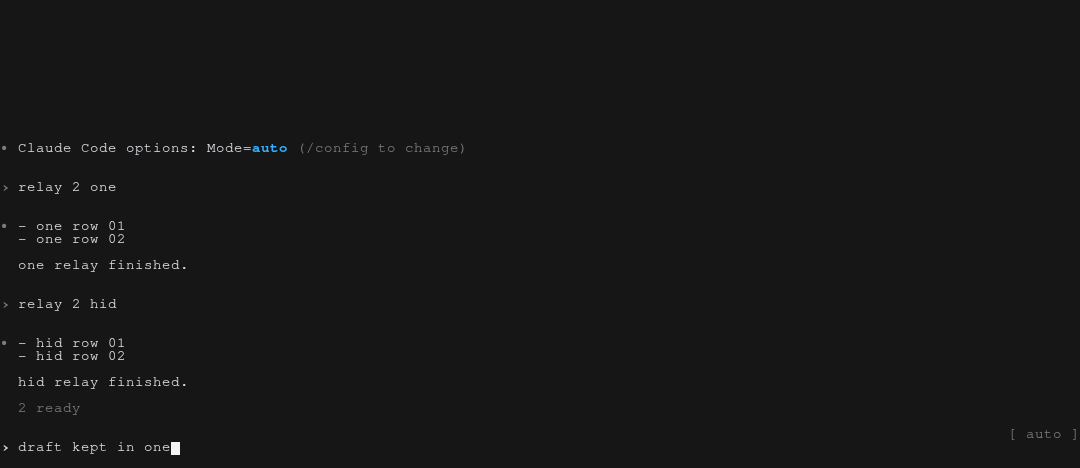 • Claude Code options: Mode=auto (/config to change)
› relay 2 one
• – one row 01
– one row 02
one relay finished.
› relay 2 hid
• – hid row 01
– hid row 02
hid relay finished.
2 ready
[ auto ]
› draft kept in one